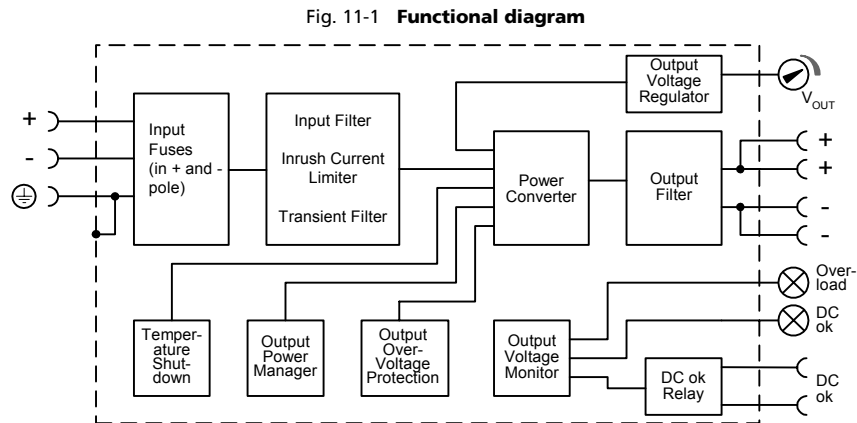 Fig. 11-1 Functional diagram
Output
Voltage
Regulator
V OUT
+
-
Input
Fuses
(in + and -
pole)
Input Filter
Inrush Current
Limiter
Transient Filter
Power
Converter
Output
Filter
+
+
-
-
Temper-
ature
Shut-
down
Output
Power
Manager
Output
Over-
Voltage
Protection
Output
Voltage
Monitor
DC ok
Relay
Over-
load
DC
ok
DC
ok